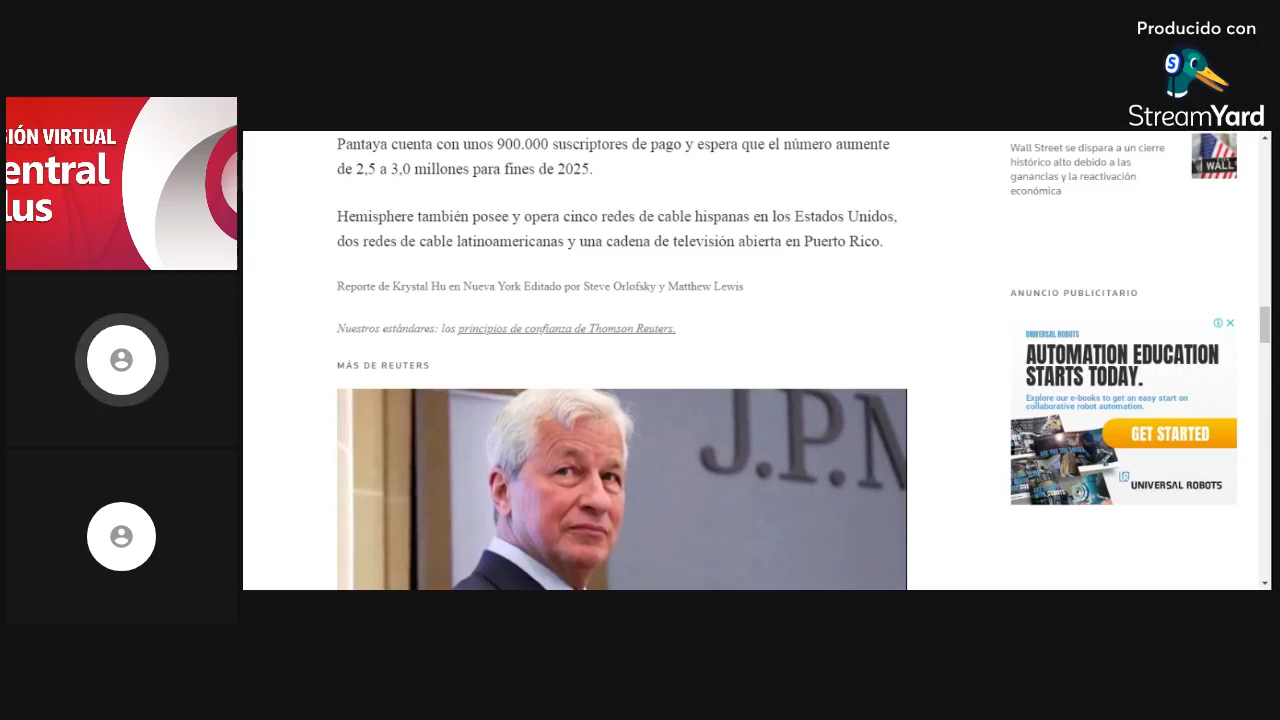 Producido con
StreamYard
IÓN VIRTUAL
entral
lus
Pantaya cuenta con unos 900.000 suscriptores de pago y espera que el número aumente
de 2,5 a 3,0 millones para fines de 2025.
Hemisphere también posee y opera cinco redes de cable hispanas en los Estados Unidos,
dos redes de cable latinoamericanas y una cadena de televisión abierta en Puerto Rico.
Reporte de Krystal Hu en Nueva York Editado por Steve Orlofsky y Matthew Lewis
Nuestros estándares: los principios de confianza de Thomson Reuters.
MÁS DE REUTERS
J.P.M
Wall Street se dispara a un cierre
histórico alto debido a las
ganancias y la reactivación
económica
WALL
ANUNCIO PUBLICITARIO
UNIVERSAL ROBOTS
AUTOMATION EDUCATION
STARTS TODAY.
Explore our e-books to get an easy start on
collaborative robot automation.
GET STARTED
UNIVERSAL ROBOTS